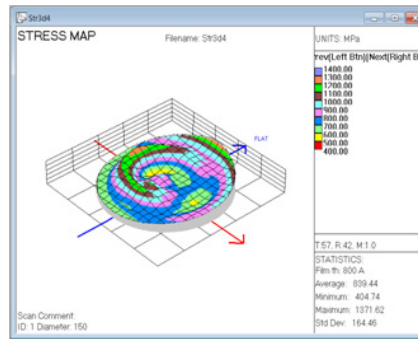 Str3d4
STRESS MAP
Filename: Str3d4
UNITS: MPa
rev(Left Btn)|Next(Right B
1400.00
1300.00
1200.00
1100.00
1000.00
900.00
800.00
700.00
600.00
500.00
400.00
FLAT
T:57, R:42, M:1.0
STATISTICS:
Film th: 800 A
Average: 839.44
Minimum: 404.74
Maximum: 1371.62
Std Dev: 164.46
Scan Comment:
ID: 1 Diameter: 150